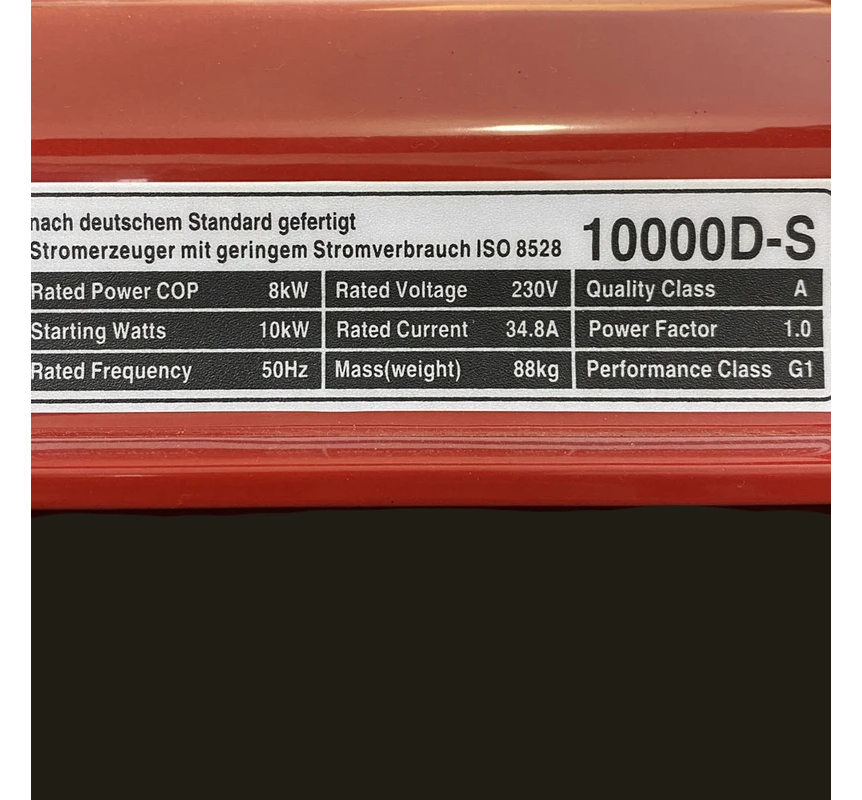 nach deutschem Standard gefertigt
Stromerzeuger mit geringem Stromverbrauch ISO 8528 10000D-S
Rated Power COP 8kW Rated Voltage 230V Quality Class A
Starting Watts 10kW Rated Current 34.8A Power Factor 1.0
Rated Frequency 50Hz Mass(weight) 88kg Performance Class G1